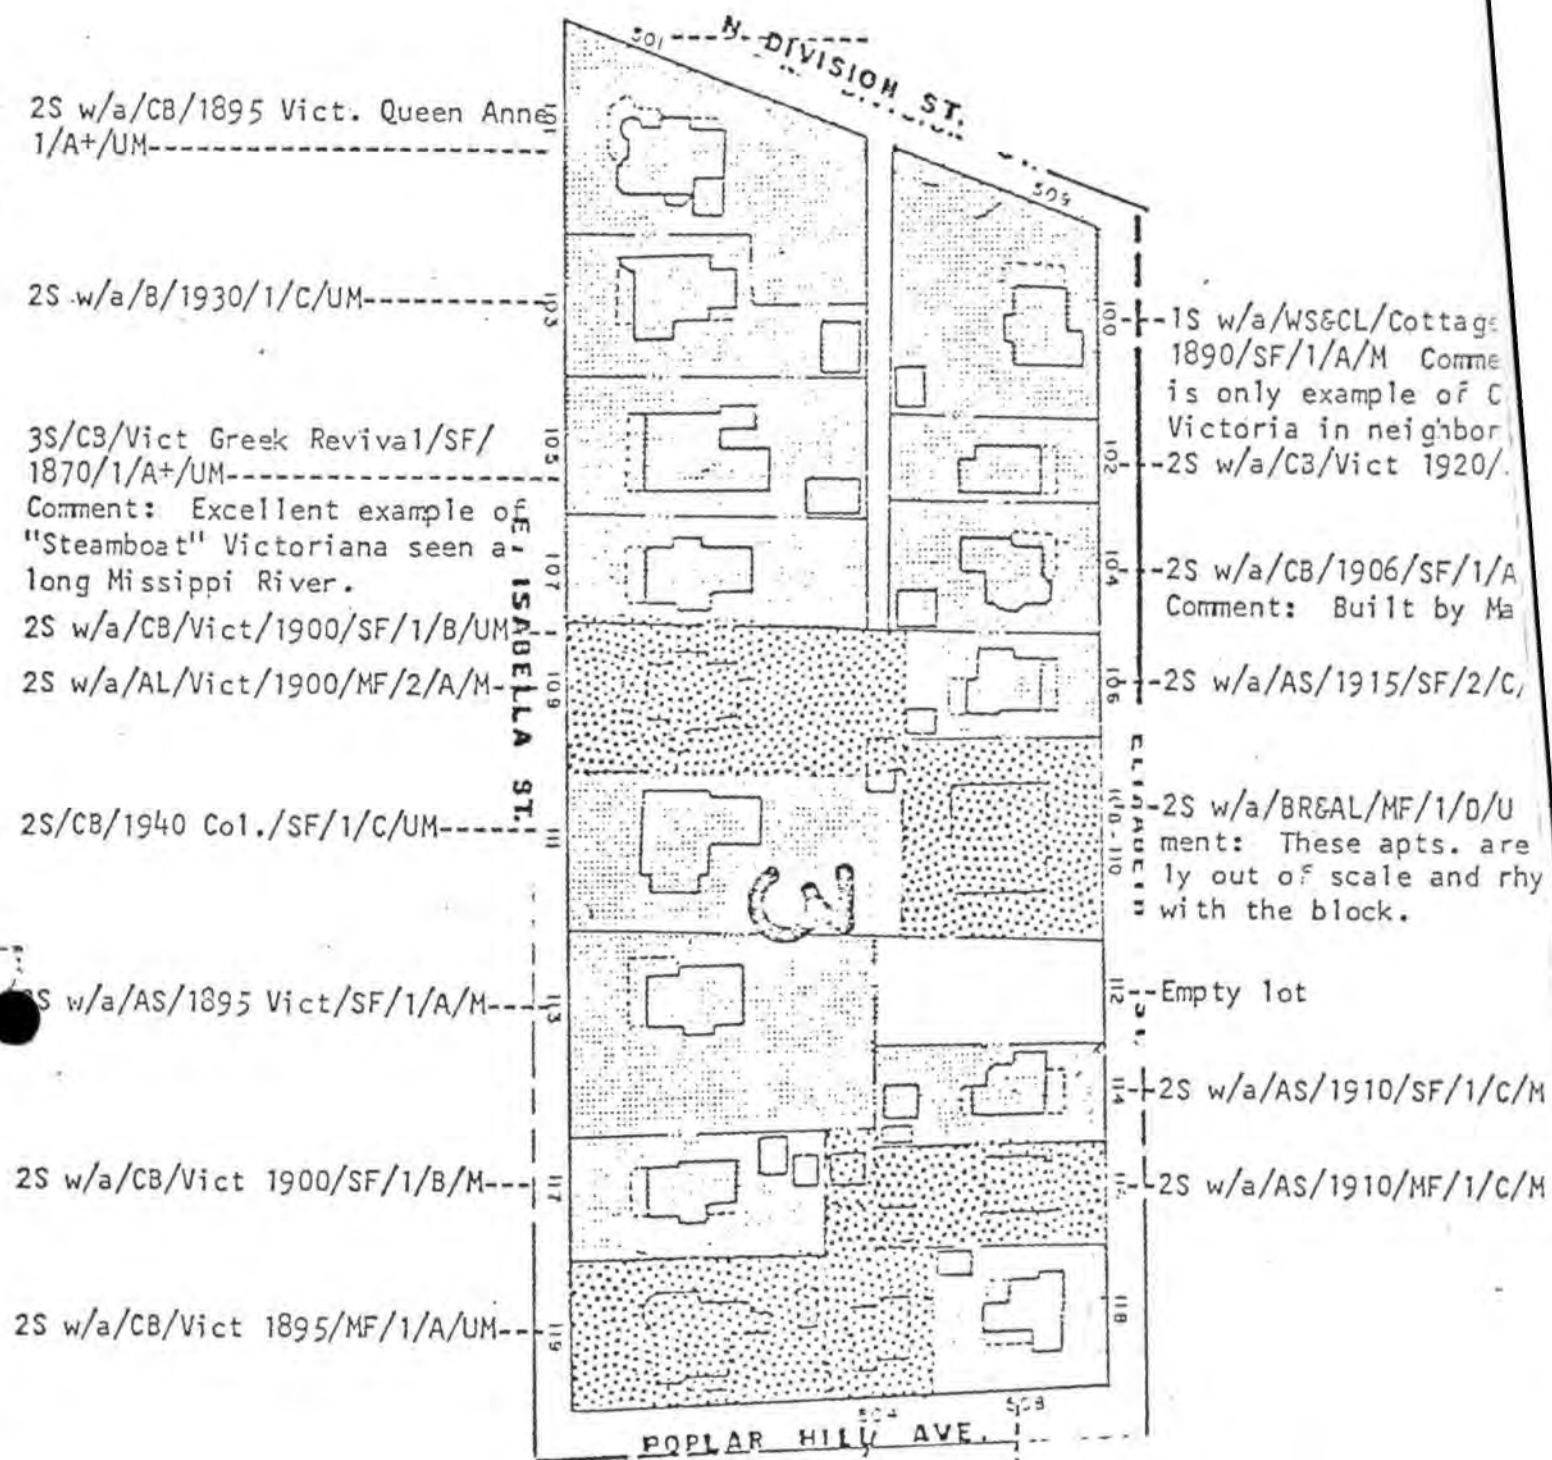 N. DIVISION ST.
301
309
2S w/a/CB/1895 Vict. Queen Anne
1/A+/UM
101
2S w/a/B/1930/1/C/UM
103
3S/CB/Vict Greek Revival/SF/
1870/1/A+/UM
105
Comment: Excellent example of
"Steamboat" Victoriana seen a-
long Missippi River.
107
2S w/a/CB/Vict/1900/SF/1/B/UM
2S w/a/AL/Vict/1900/MF/2/A/M
109
E. ISABELLA ST.
2S/CB/1940 Col./SF/1/C/UM
111
3
S w/a/AS/1895 Vict/SF/1/A/M
113
2S w/a/CB/Vict 1900/SF/1/B/M
117
2S w/a/CB/Vict 1895/MF/1/A/UM
119
100
1S w/a/WS&CL/Cottage
1890/SF/1/A/M Comme
is only example of C
Victoria in neighbor
102
2S w/a/CB/Vict 1920/
104
2S w/a/CB/1906/SF/1/A
Comment: Built by Ma
106
2S w/a/AS/1915/SF/2/C/
2S w/a/BR&AL/MF/1/D/U
ment: These apts. are
ly out of scale and rhy
with the block.
110
112
Empty lot
114
2S w/a/AS/1910/SF/1/C/M
2S w/a/AS/1910/MF/1/C/M
118
504
508
POPLAR HILL AVE.